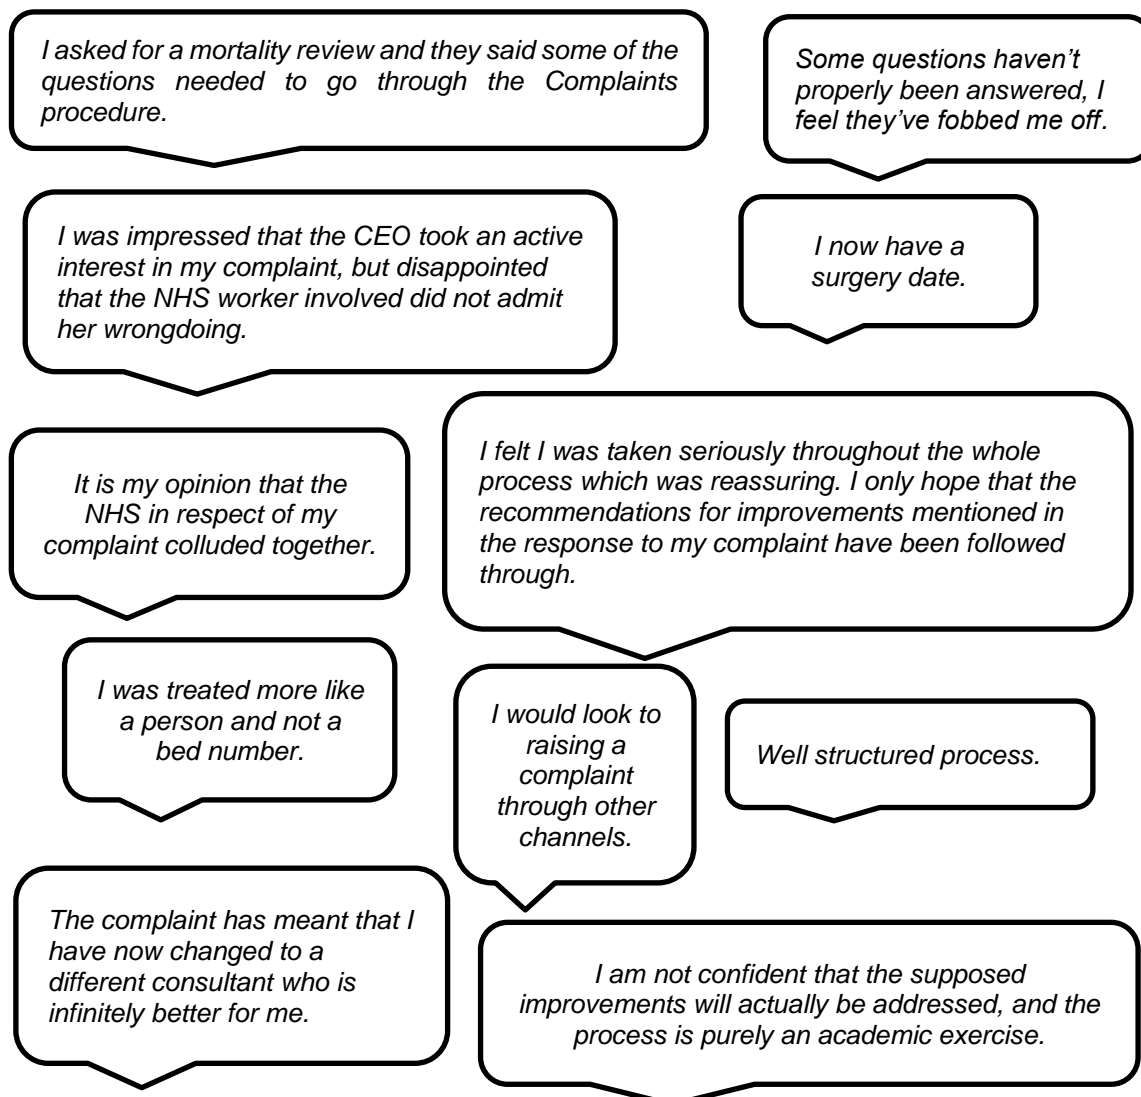 I asked for a mortality review and they said some of the
questions needed to go through the Complaints
procedure.
Some questions haven't
properly been answered, I
feel they've fobbed me off.
I was impressed that the CEO took an active
interest in my complaint, but disappointed
that the NHS worker involved did not admit
her wrongdoing.
I now have a
surgery date.
It is my opinion that the
NHS in respect of my
complaint colluded together.
I felt I was taken seriously throughout the whole
process which was reassuring. I only hope that the
recommendations for improvements mentioned in
the response to my complaint have been followed
through.
I was treated more like
a person and not a
bed number.
I would look to
raising a
complaint
through other
channels.
Well structured process.
The complaint has meant that I
have now changed to a
different consultant who is
infinitely better for me.
I am not confident that the supposed
improvements will actually be addressed, and the
process is purely an academic exercise.